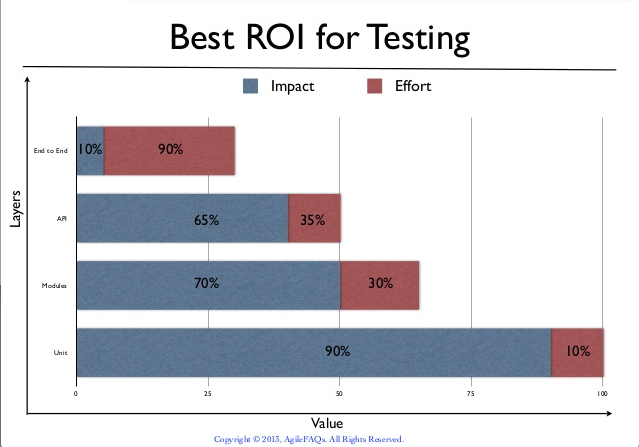 Best ROI for Testing
Impact
Effort
End to End
10%
90%
API
65%
35%
Layers
Modules
70%
30%
Unit
90%
10%
0
25
50
75
100
Value
Copyright © 2013, AgileFAQs. All Rights Reserved.